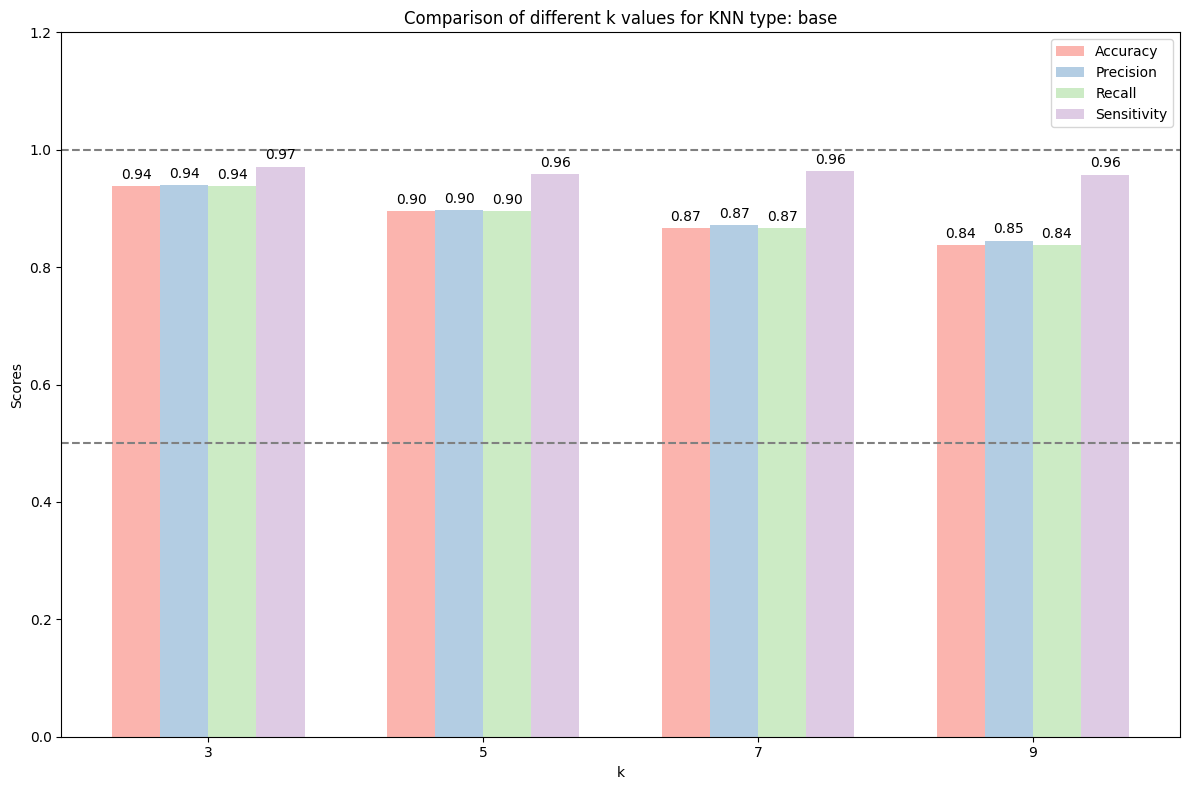 Comparison of different k values for KNN type: base
Accuracy
Precision
Recall
Sensitivity
Scores
1.2
1.0
0.8
0.6
0.4
0.2
0.0
0.94 0.94 0.94 0.97
0.90 0.90 0.90 0.96
0.87 0.87 0.87 0.96
0.84 0.85 0.84 0.96
3 5 7 9
k